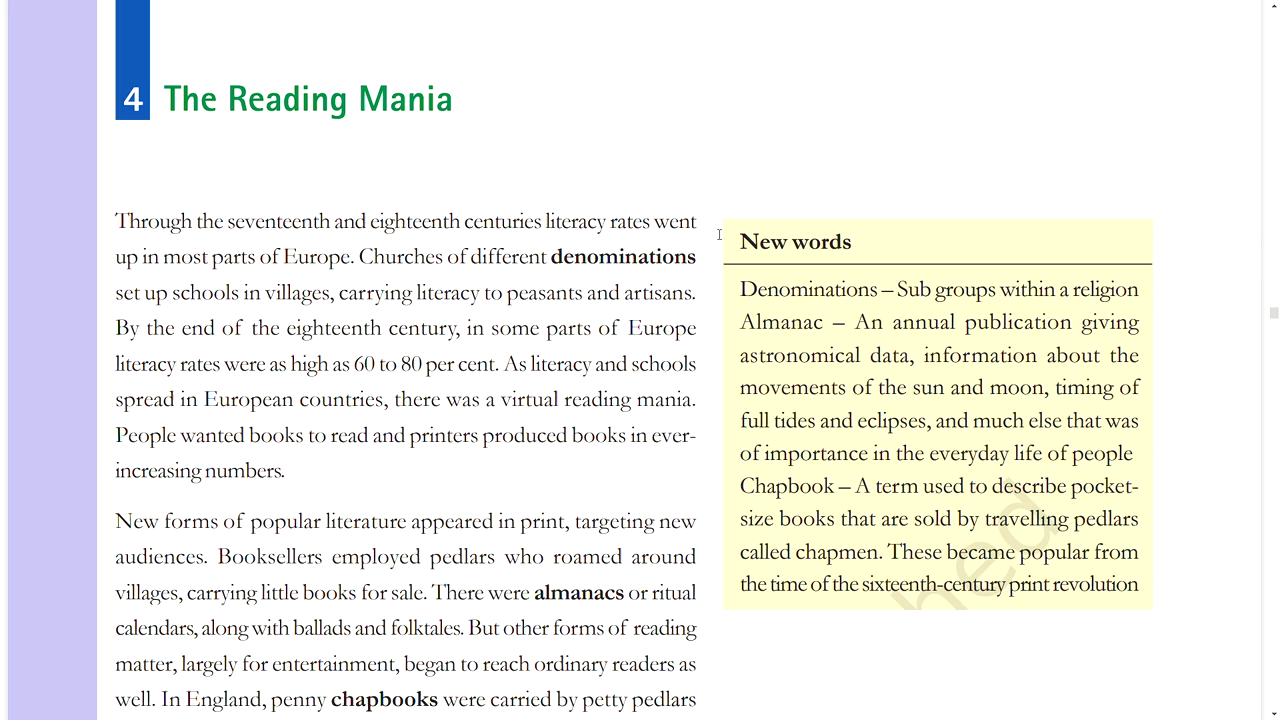 4 The Reading Mania
Through the seventeenth and eighteenth centuries literacy rates went
up in most parts of Europe. Churches of different denominations
set up schools in villages, carrying literacy to peasants and artisans.
By the end of the eighteenth century, in some parts of Europe
literacy rates were as high as 60 to 80 per cent. As literacy and schools
spread in European countries, there was a virtual reading mania.
People wanted books to read and printers produced books in ever-
increasing numbers.
New forms of popular literature appeared in print, targeting new
audiences. Booksellers employed pedlars who roamed around
villages, carrying little books for sale. There were almanacs or ritual
calendars, along with ballads and folktales. But other forms of reading
matter, largely for entertainment, began to reach ordinary readers as
well. In England, penny chapbooks were carried by petty pedlars
New words
Denominations – Sub groups within a religion
Almanac – An annual publication giving
astronomical data, information about the
movements of the sun and moon, timing of
full tides and eclipses, and much else that was
of importance in the everyday life of people
Chapbook – A term used to describe pocket-
size books that are sold by travelling pedlars
called chapmen. These became popular from
the time of the sixteenth-century print revolution
hed